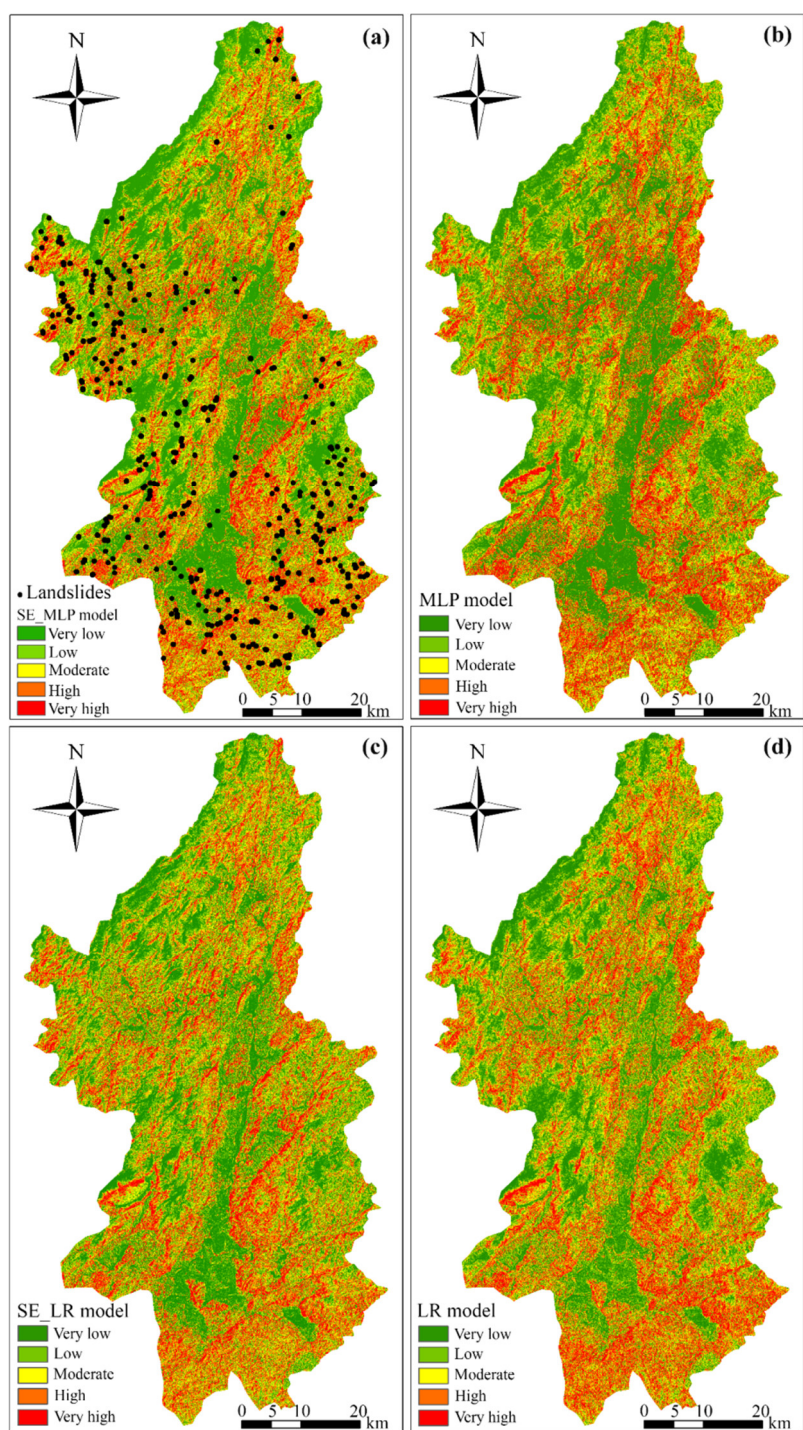 (a)
N
• Landslides
SE_MLP model
Very low
Low
Moderate
High
Very high
0 5 10 20
km
(b)
N
MLP model
Very low
Low
Moderate
High
Very high
0 5 10 20
km
(c)
N
SE_LR model
Very low
Low
Moderate
High
Very high
0 5 10 20
km
(d)
N
LR model
Very low
Low
Moderate
High
Very high
0 5 10 20
km